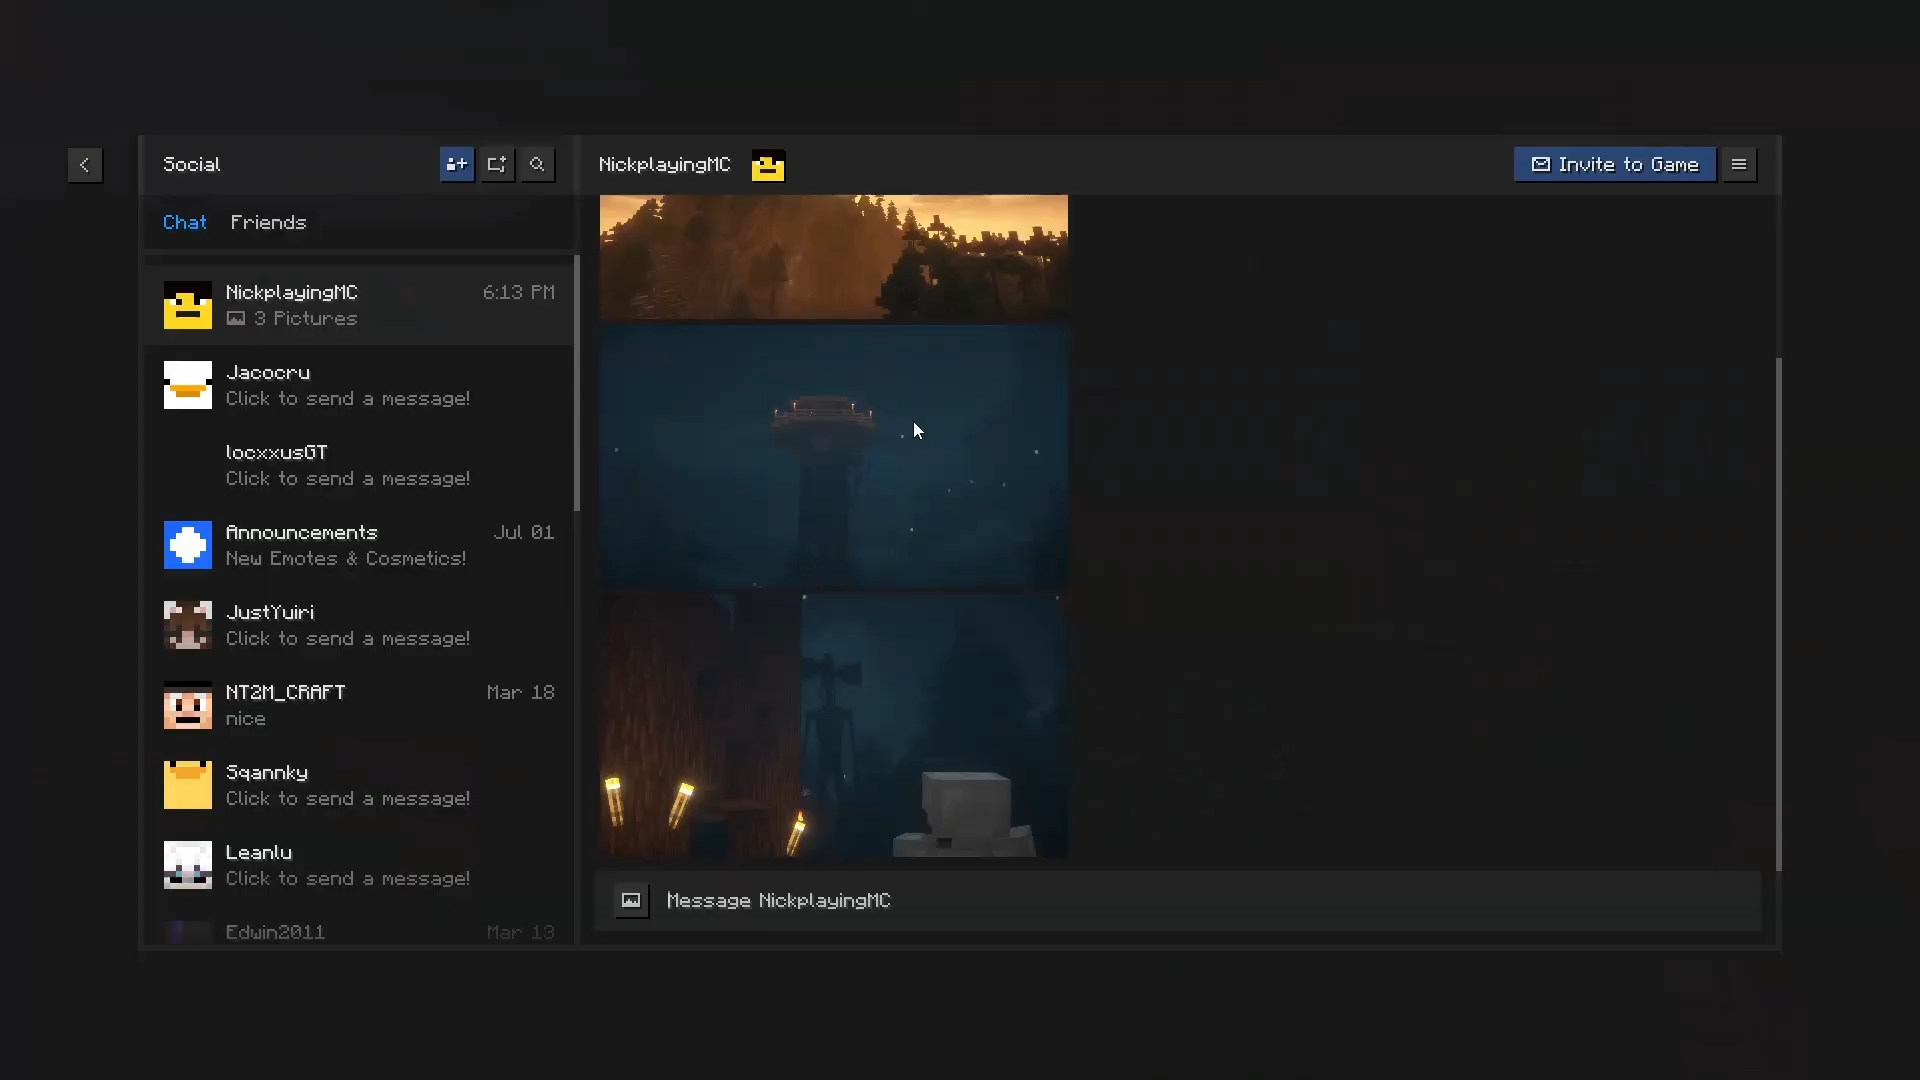 Social
NickplayingMC
Invite to Game
Chat Friends
NickplayingMC 6:13 PM
3 Pictures
Jacocru
Click to send a message!
locxxusGT
Click to send a message!
Announcements Jul 01
New Emotes & Cosmetics!
JustYuiri
Click to send a message!
NT2M_CRAFT Mar 18
nice
Sqannky
Click to send a message!
Leanlu
Click to send a message!
Edwin2011 Mar 13
Message NickplayingMC